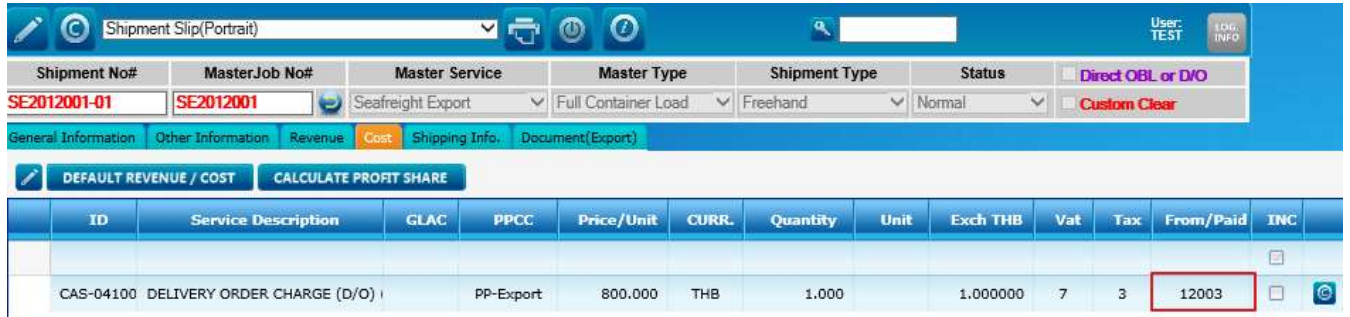 Shipment Slip(Portrait) User: TEST LOG. INFO
Shipment No# MasterJob No# Master Service Master Type Shipment Type Status Direct OBL or D/O
SE2012001-01 SE2012001 Seafreight Export Full Container Load Freehand Normal Custom Clear
General Information Other Information Revenue Cost Shipping Info. Document(Export)
DEFAULT REVENUE / COST CALCULATE PROFIT SHARE
ID Service Description GLAC PPCC Price/Unit CURR. Quantity Unit Exch THB Vat Tax From/Paid INC
CAS-04100 DELIVERY ORDER CHARGE (D/O) ( PP-Export 800.000 THB 1.000 1.000000 7 3 12003